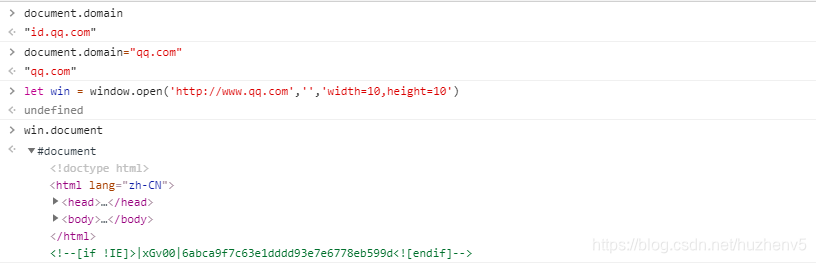 document.domain
"id.qq.com"
document.domain="qq.com"
"qq.com"
let win = window.open('http://www.qq.com','','width=10,height=10')
undefined
win.document
#document
<!doctype html>
<html lang="zh-CN">
<head>…</head>
<body>…</body>
</html>
<!--[if !IE]>|xGv00|6abca9f7c63e1dddd93e7e6778eb599d<![endif]-->
https://blog.csdn.net/huzhenv5